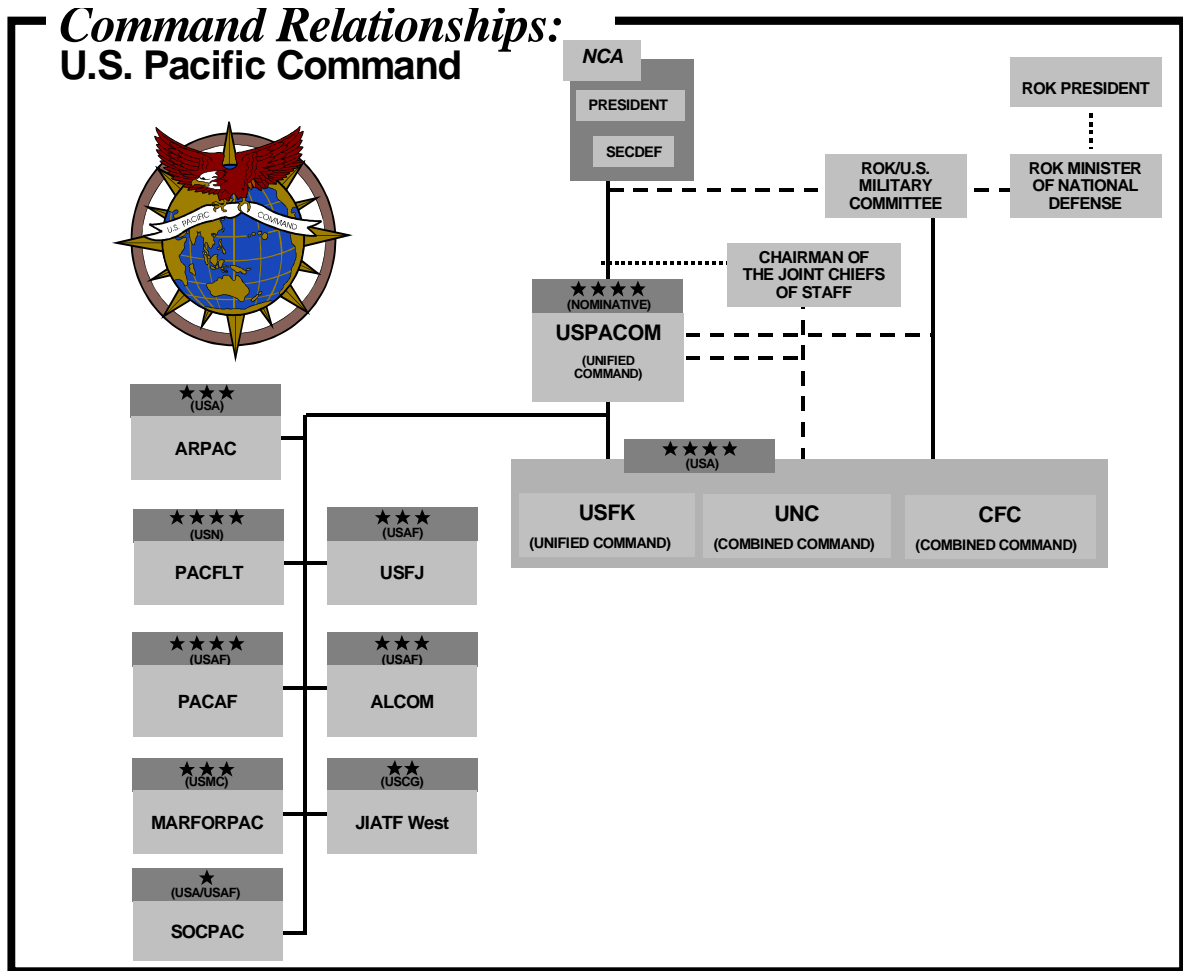 Command Relationships:
U.S. Pacific Command
NCA
PRESIDENT
SECDEF
ROK PRESIDENT
ROK/U.S.
MILITARY
COMMITTEE
ROK MINISTER
OF NATIONAL
DEFENSE
U.S. PACIFIC COMMAND
CHAIRMAN OF
THE JOINT CHIEFS
OF STAFF
(NOMINATIVE)
USPACOM
(UNIFIED
COMMAND)
(USA)
ARPAC
(USA)
USFK
(UNIFIED COMMAND)
UNC
(COMBINED COMMAND)
CFC
(COMBINED COMMAND)
(USN)
PACFLT
(USAF)
USFJ
(USAF)
PACAF
(USAF)
ALCOM
(USMC)
MARFORPAC
(USCG)
JIATF West
(USA/USAF)
SOCPAC